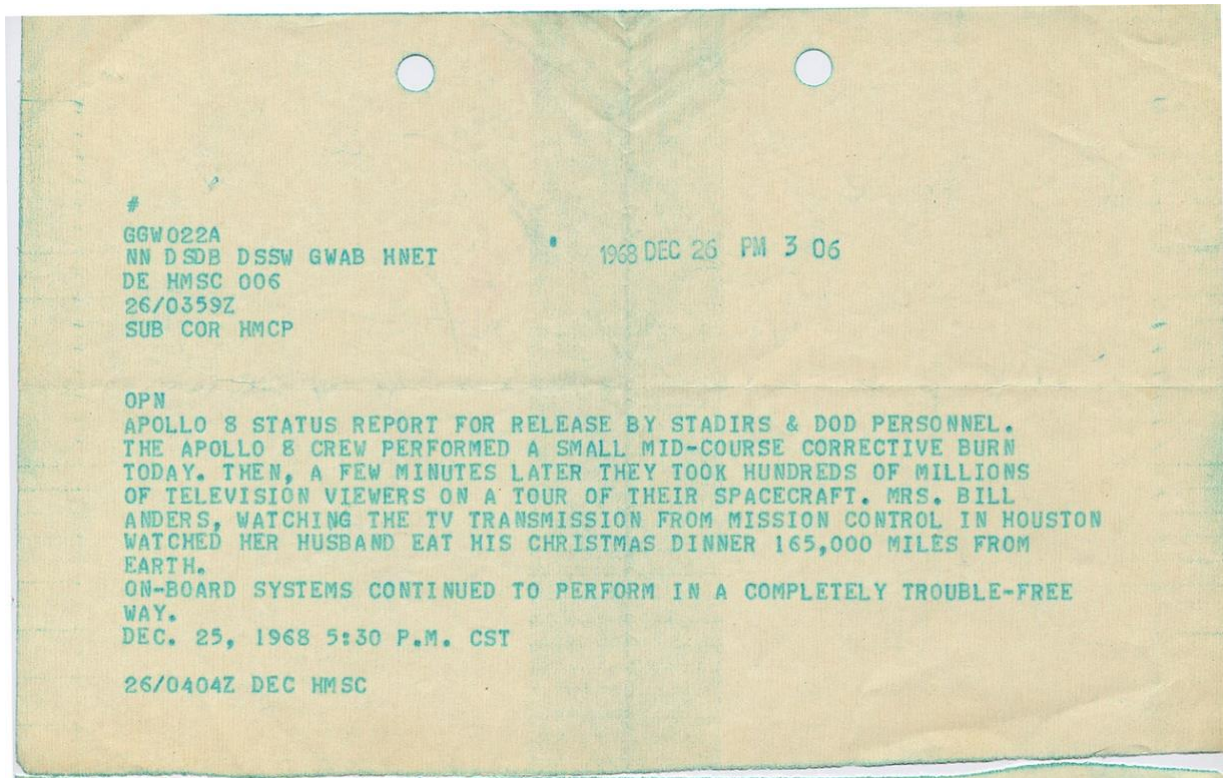 #
GGW022A
NN DSDB DSSW GWAB HNET
1968 DEC 26 PM 3 06
DE HMSC 006
26/0359Z
SUB COR HMCP
OPN
APOLLO 8 STATUS REPORT FOR RELEASE BY STADIRS & DOD PERSONNEL.
THE APOLLO 8 CREW PERFORMED A SMALL MID-COURSE CORRECTIVE BURN
TODAY. THEN, A FEW MINUTES LATER THEY TOOK HUNDREDS OF MILLIONS
OF TELEVISION VIEWERS ON A TOUR OF THEIR SPACECRAFT. MRS. BILL
ANDERS, WATCHING THE TV TRANSMISSION FROM MISSION CONTROL IN HOUSTON
WATCHED HER HUSBAND EAT HIS CHRISTMAS DINNER 165,000 MILES FROM
EARTH.
ON-BOARD SYSTEMS CONTINUED TO PERFORM IN A COMPLETELY TROUBLE-FREE
WAY.
DEC. 25, 1968 5:30 P.M. CST
26/0404Z DEC HMSC